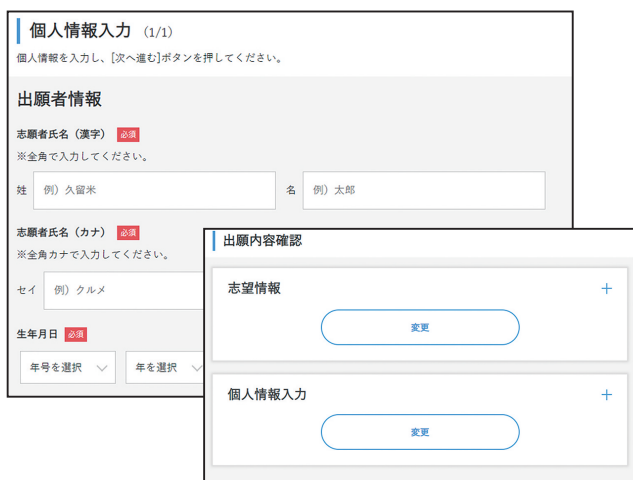 個人情報入力 (1/1)
個人情報を入力し、[次へ進む]ボタンを押してください。
出願者情報
志願者氏名（漢字） 必須
※全角で入力してください。
姓 例）久留米 名 例）太郎
志願者氏名（カナ） 必須
※全角カナで入力してください。
セイ 例）クルメ
生年月日 必須
年号を選択 年を選択
出願内容確認
志望情報 +
変更
個人情報入力 +
変更